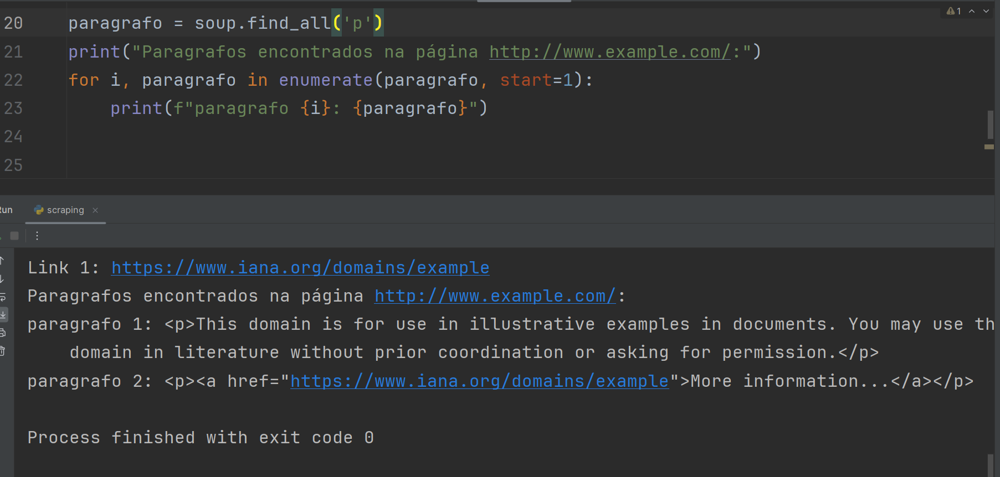 20 paragrafo = soup.find_all('p')
1
21 print("Paragrafos encontrados na página http://www.example.com/:")
22 for i, paragrafo in enumerate(paragrafo, start=1):
23     print(f"paragrafo {i}: {paragrafo}")
24
25
Run scraping
Link 1: https://www.iana.org/domains/example
Paragrafos encontrados na página http://www.example.com/:
paragrafo 1: <p>This domain is for use in illustrative examples in documents. You may use
    domain in literature without prior coordination or asking for permission.</p>
paragrafo 2: <p><a href="https://www.iana.org/domains/example">More information...</a></p>
Process finished with exit code 0